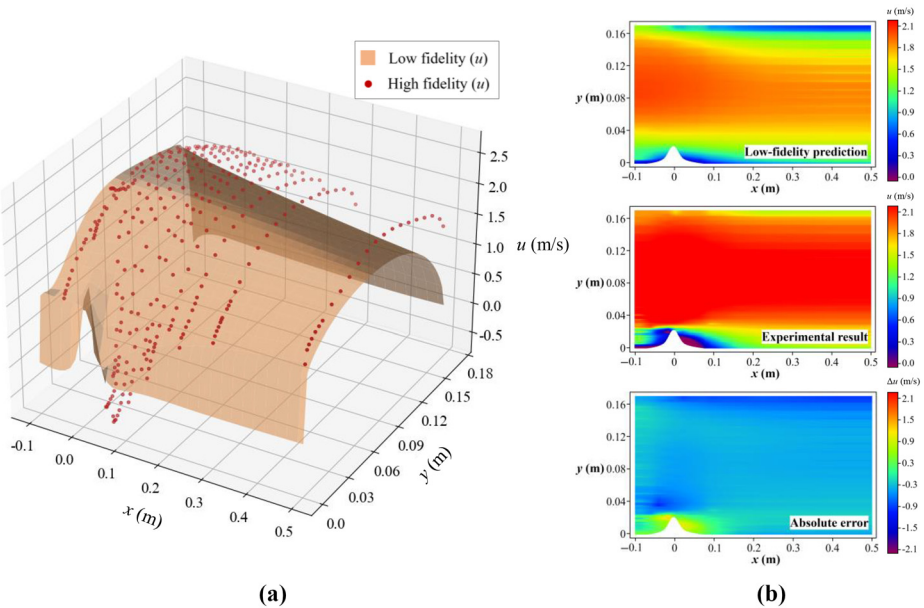 Low fidelity (u)
High fidelity (u)
2.5
2.0
1.5
1.0
0.5
0.0
-0.5
u (m/s)
0.18
0.15
0.12
0.09
0.06
0.03
0.0
y (m)
-0.1
0.0
0.1
0.2
0.3
0.4
0.5
x (m)
(a)
u (m/s)
2.1
1.8
1.5
1.2
0.9
0.6
0.3
0.0
0.16
0.12
y (m) 0.08
0.04
0
Low-fidelity prediction
−0.1 0 0.1 0.2 0.3 0.4 0.5
x (m)
u (m/s)
2.1
1.8
1.5
1.2
0.9
0.6
0.3
0.0
0.16
0.12
y (m) 0.08
0.04
0
Experimental result
−0.1 0 0.1 0.2 0.3 0.4 0.5
x (m)
Δu (m/s)
2.1
1.5
0.9
0.3
-0.3
-0.9
-1.5
-2.1
0.16
0.12
y (m) 0.08
0.04
0
Absolute error
−0.1 0 0.1 0.2 0.3 0.4 0.5
x (m)
(b)